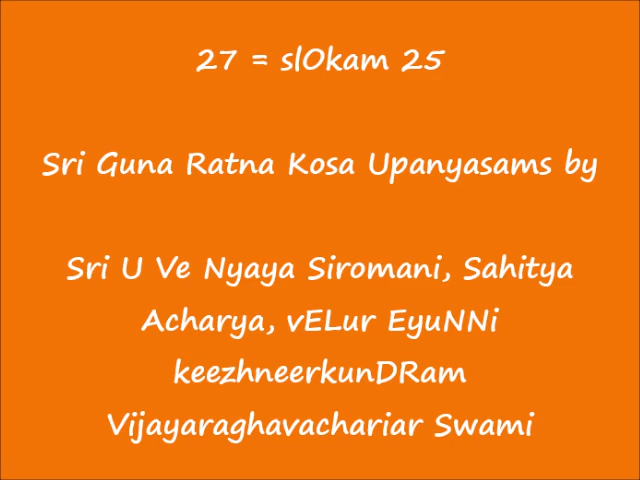 27 = slOkam 25
Sri Guna Ratna Kosa Upanyasams by
Sri U Ve Nyaya Siromani, Sahitya
Acharya, vELur EyuNNi
keezhneerkunDRam
Vijayaraghavachariar Swami